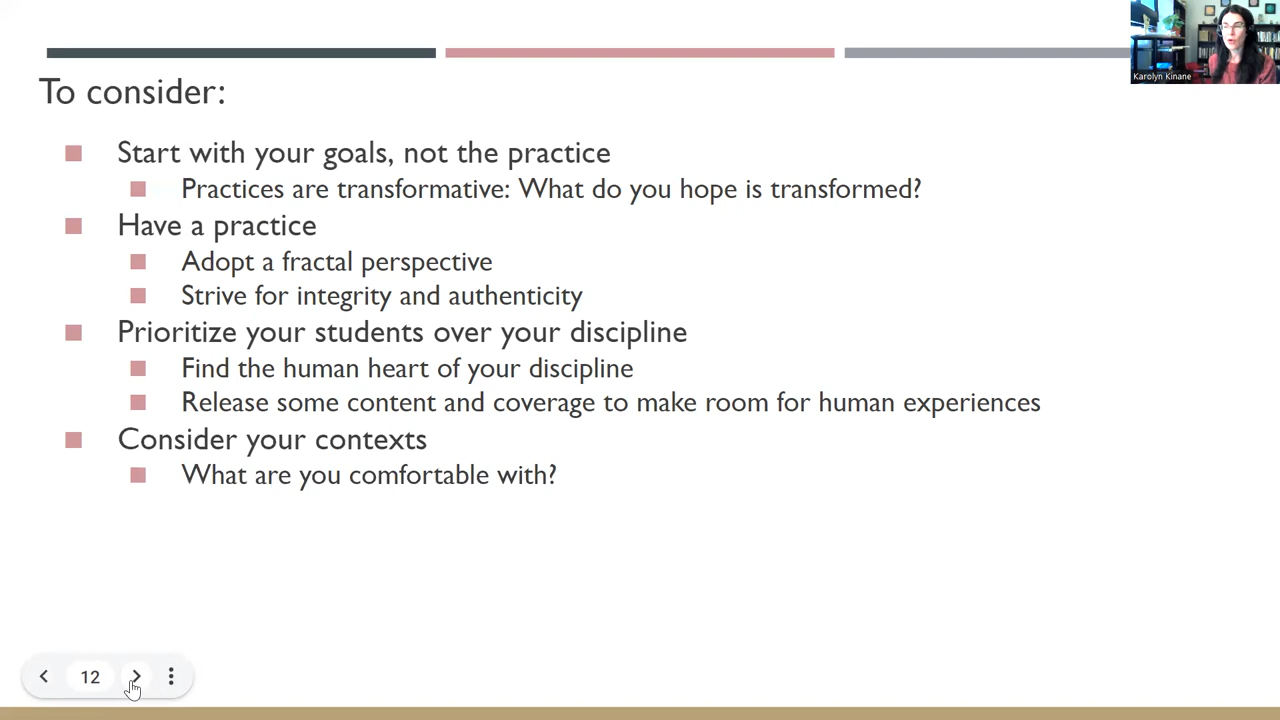 Karolyn Kinane
To consider:
Start with your goals, not the practice
Practices are transformative: What do you hope is transformed?
Have a practice
Adopt a fractal perspective
Strive for integrity and authenticity
Prioritize your students over your discipline
Find the human heart of your discipline
Release some content and coverage to make room for human experiences
Consider your contexts
What are you comfortable with?
12